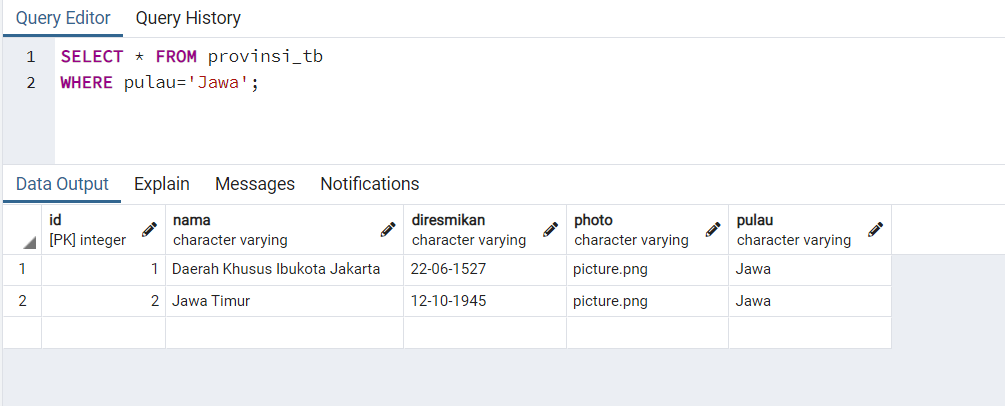 Query Editor Query History
1 SELECT * FROM provinsi_tb
2 WHERE pulau='Jawa';
Data Output Explain Messages Notifications
id nama diresmikan photo pulau
[PK] integer character varying character varying character varying character varying
1 1 Daerah Khusus Ibukota Jakarta 22-06-1527 picture.png Jawa
2 2 Jawa Timur 12-10-1945 picture.png Jawa